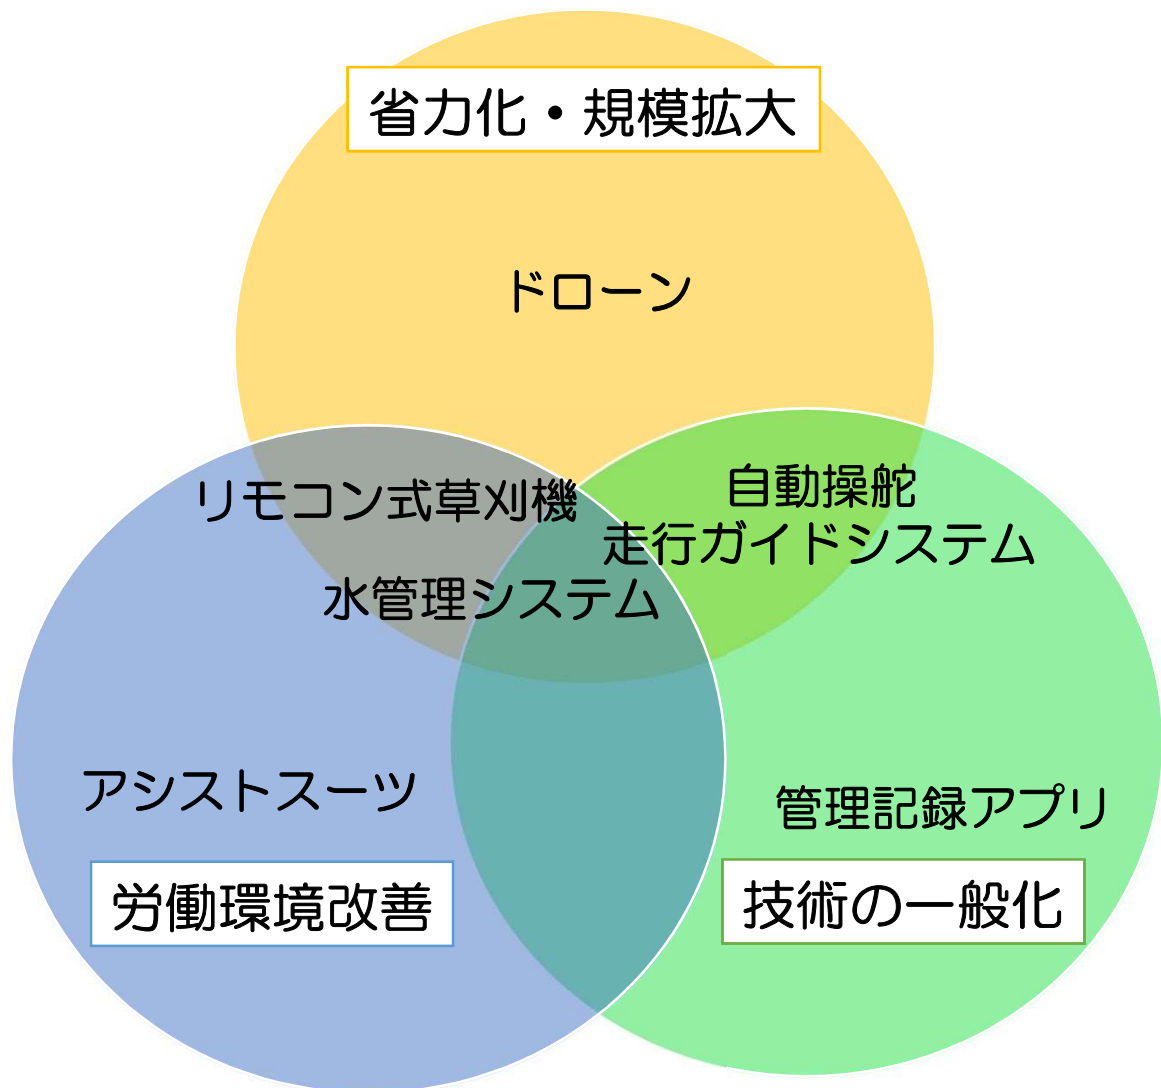 省力化・規模拡大
ドローン
リモコン式草刈機
自動操舵
走行ガイドシステム
水管理システム
アシストスーツ
管理記録アプリ
労働環境改善
技術の一般化